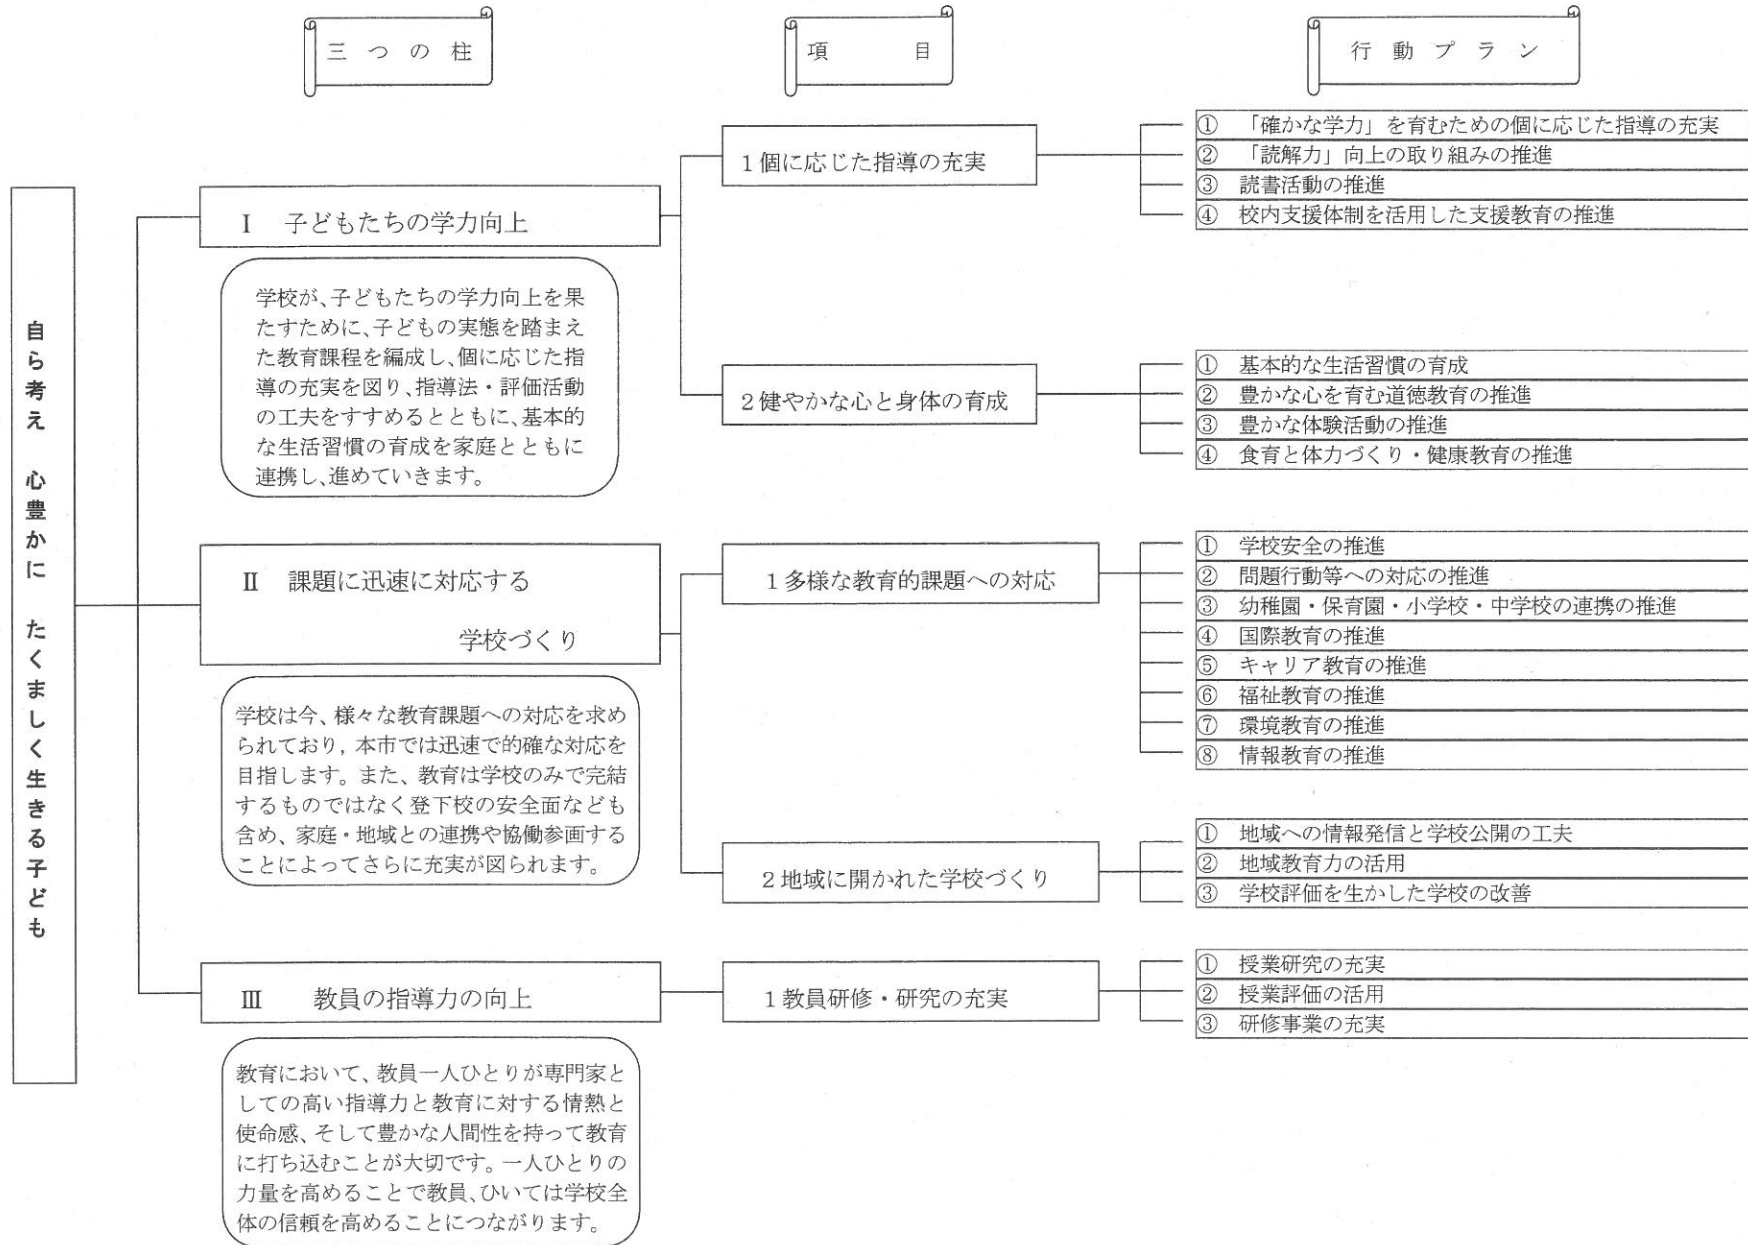 三つの柱
項目
行動プラン
自ら考え 心豊かに たくましく生きる子ども
Ⅰ 子どもたちの学力向上
学校が、子どもたちの学力向上を果
たすために、子どもの実態を踏まえ
た教育課程を編成し、個に応じた指
導の充実を図り、指導法・評価活動
の工夫をすすめるとともに、基本的
な生活習慣の育成を家庭とともに
連携し、進めていきます。
1個に応じた指導の充実
① 「確かな学力」を育むための個に応じた指導の充実
② 「読解力」向上の取り組みの推進
③ 読書活動の推進
④ 校内支援体制を活用した支援教育の推進
2健やかな心と身体の育成
① 基本的な生活習慣の育成
② 豊かな心を育む道徳教育の推進
③ 豊かな体験活動の推進
④ 食育と体力づくり・健康教育の推進
Ⅱ 課題に迅速に対応する
学校づくり
学校は今、様々な教育課題への対応を求め
られており, 本市では迅速で的確な対応を
目指します。また、教育は学校のみで完結
するものではなく登下校の安全面なども
含め、家庭・地域との連携や協働参画する
ことによってさらに充実が図られます。
1多様な教育的課題への対応
① 学校安全の推進
② 問題行動等への対応の推進
③ 幼稚園・保育園・小学校・中学校の連携の推進
④ 国際教育の推進
⑤ キャリア教育の推進
⑥ 福祉教育の推進
⑦ 環境教育の推進
⑧ 情報教育の推進
2地域に開かれた学校づくり
① 地域への情報発信と学校公開の工夫
② 地域教育力の活用
③ 学校評価を生かした学校の改善
Ⅲ 教員の指導力の向上
教育において、教員一人ひとりが専門家と
しての高い指導力と教育に対する情熱と
使命感、そして豊かな人間性を持って教育
に打ち込むことが大切です。一人ひとりの
力量を高めることで教員、ひいては学校全
体の信頼を高めることにつながります。
1教員研修・研究の充実
① 授業研究の充実
② 授業評価の活用
③ 研修事業の充実